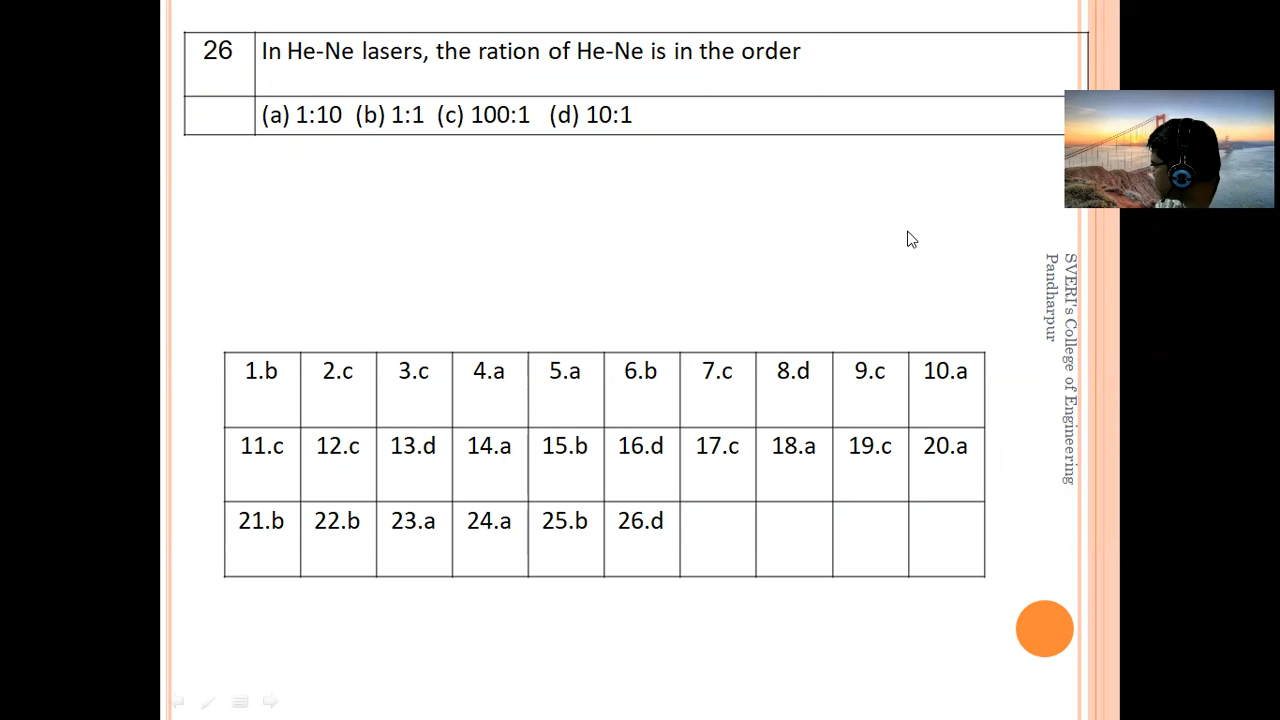 26 In He-Ne lasers, the ration of He-Ne is in the order
(a) 1:10 (b) 1:1 (c) 100:1 (d) 10:1
SVERI's College of Engineering
Pandharpur
1.b 2.c 3.c 4.a 5.a 6.b 7.c 8.d 9.c 10.a
11.c 12.c 13.d 14.a 15.b 16.d 17.c 18.a 19.c 20.a
21.b 22.b 23.a 24.a 25.b 26.d